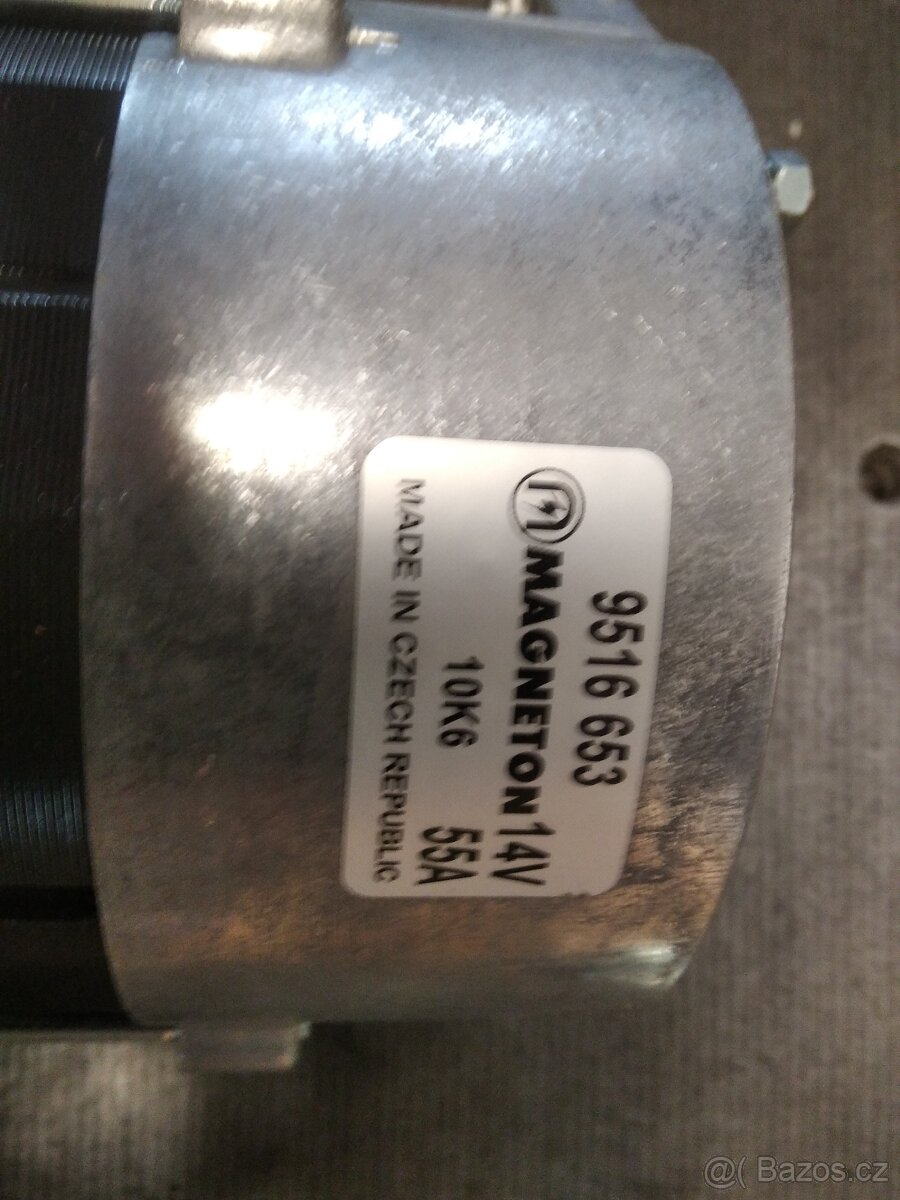 9516 653
MAGNETON 14V
10K6 55A
MADE IN CZECH REPUBLIC
@( Bazos.cz